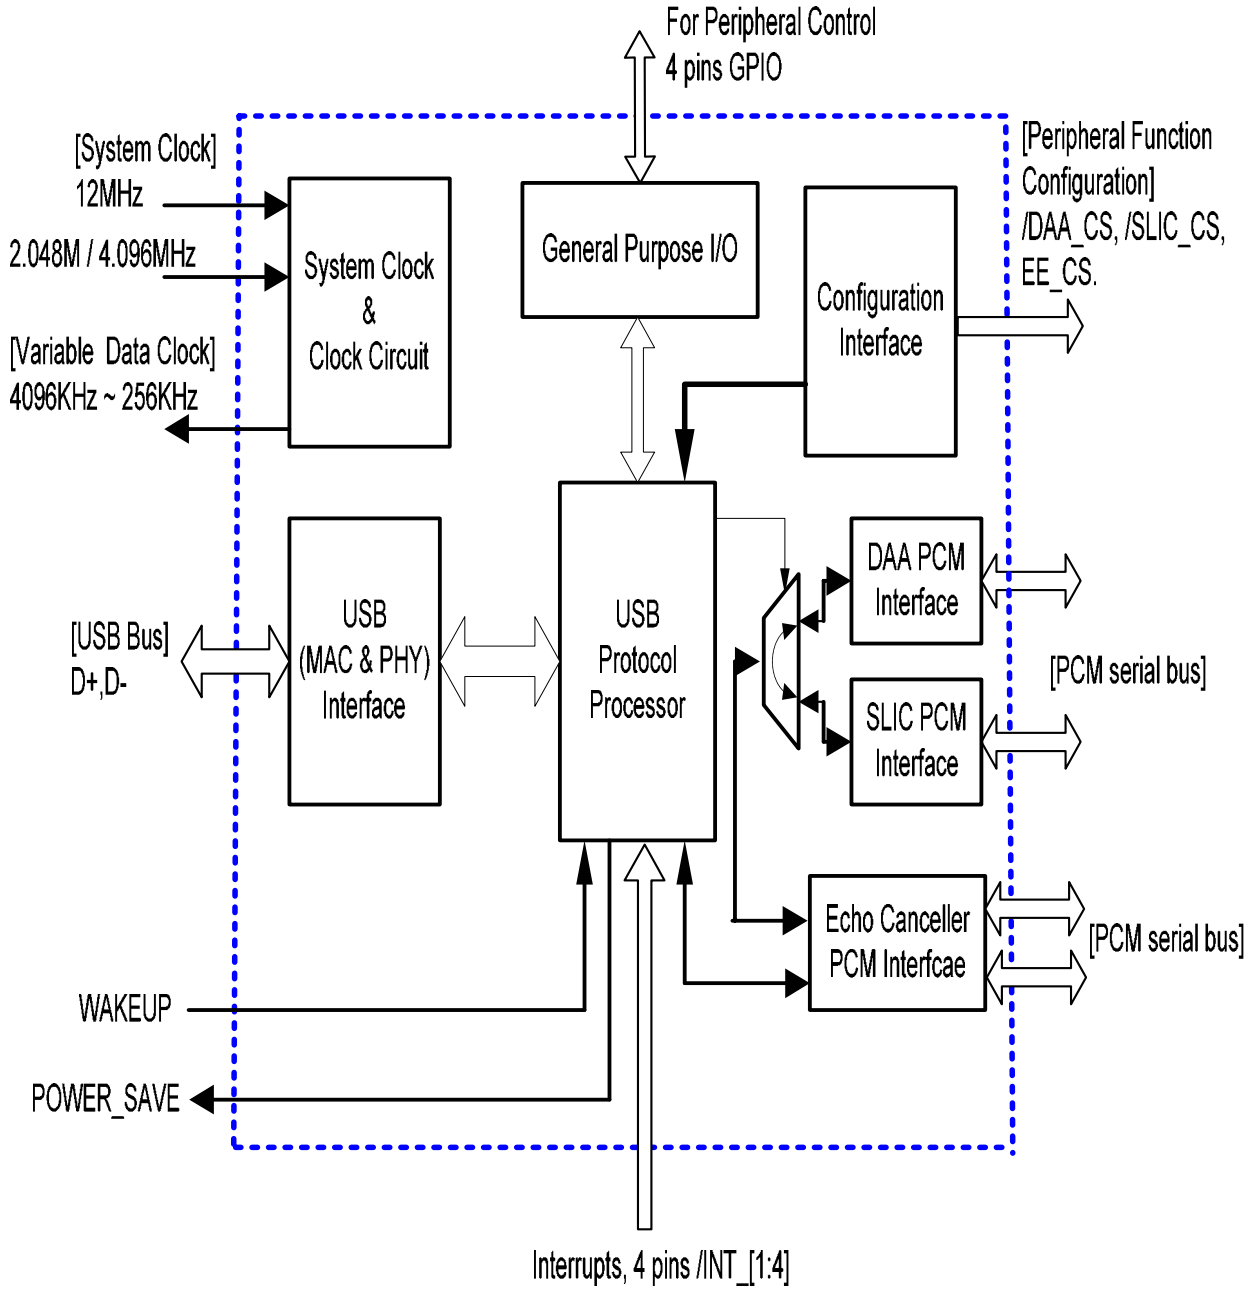 For Peripheral Control
4 pins GPIO
[System Clock]
12MHz
2.048M / 4.096MHz
[Variable Data Clock]
4096KHz ~ 256KHz
System Clock
&
Clock Circuit
General Purpose I/O
Configuration
Interface
[Peripheral Function
Configuration]
/DAA_CS, /SLIC_CS,
EE_CS.
[USB Bus]
D+,D-
USB
(MAC & PHY)
Interface
USB
Protocol
Processor
DAA PCM
Interface
SLIC PCM
Interface
[PCM serial bus]
Echo Canceller
PCM Interfcae
[PCM serial bus]
WAKEUP
POWER_SAVE
Interrupts, 4 pins /INT_[1:4]